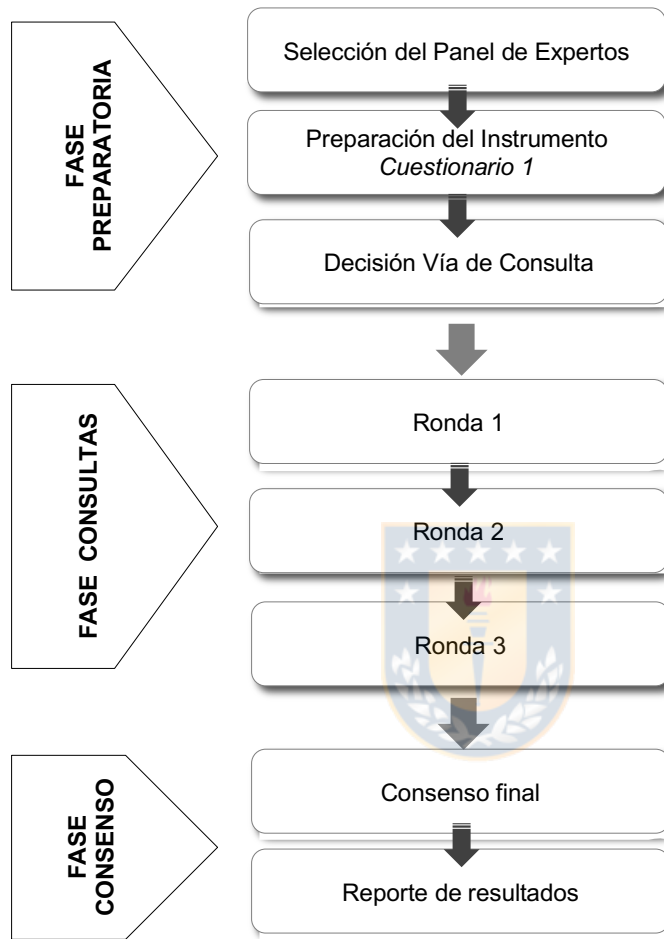 FASE
PREPARATORIA
Selección del Panel de Expertos
Preparación del Instrumento
Cuestionario 1
Decisión Vía de Consulta
FASE CONSULTAS
Ronda 1
Ronda 2
Ronda 3
FASE
CONSENSO
Consenso final
Reporte de resultados